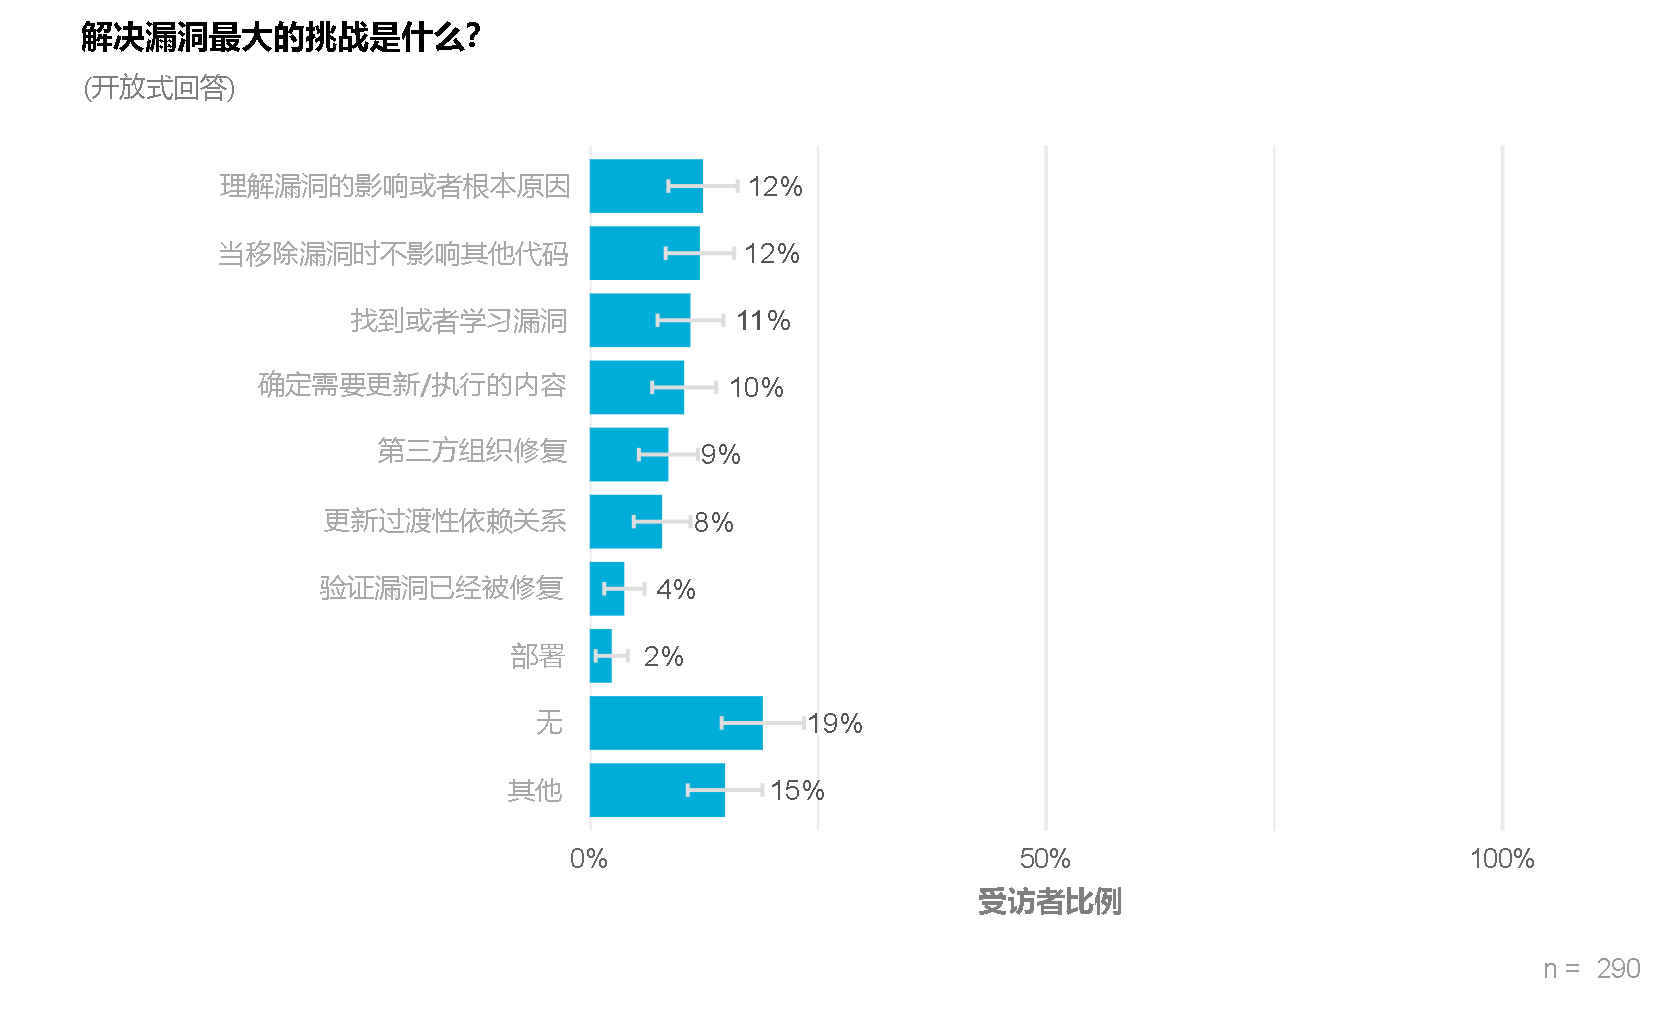 解决漏洞最大的挑战是什么?
(开放式回答)
理解漏洞的影响或者根本原因 12%
当移除漏洞时不影响其他代码 12%
找到或者学习漏洞 11%
确定需要更新/执行的内容 10%
第三方组织修复 9%
更新过渡性依赖关系 8%
验证漏洞已经被修复 4%
部署 2%
无 19%
其他 15%
0% 50% 100%
受访者比例
n = 290